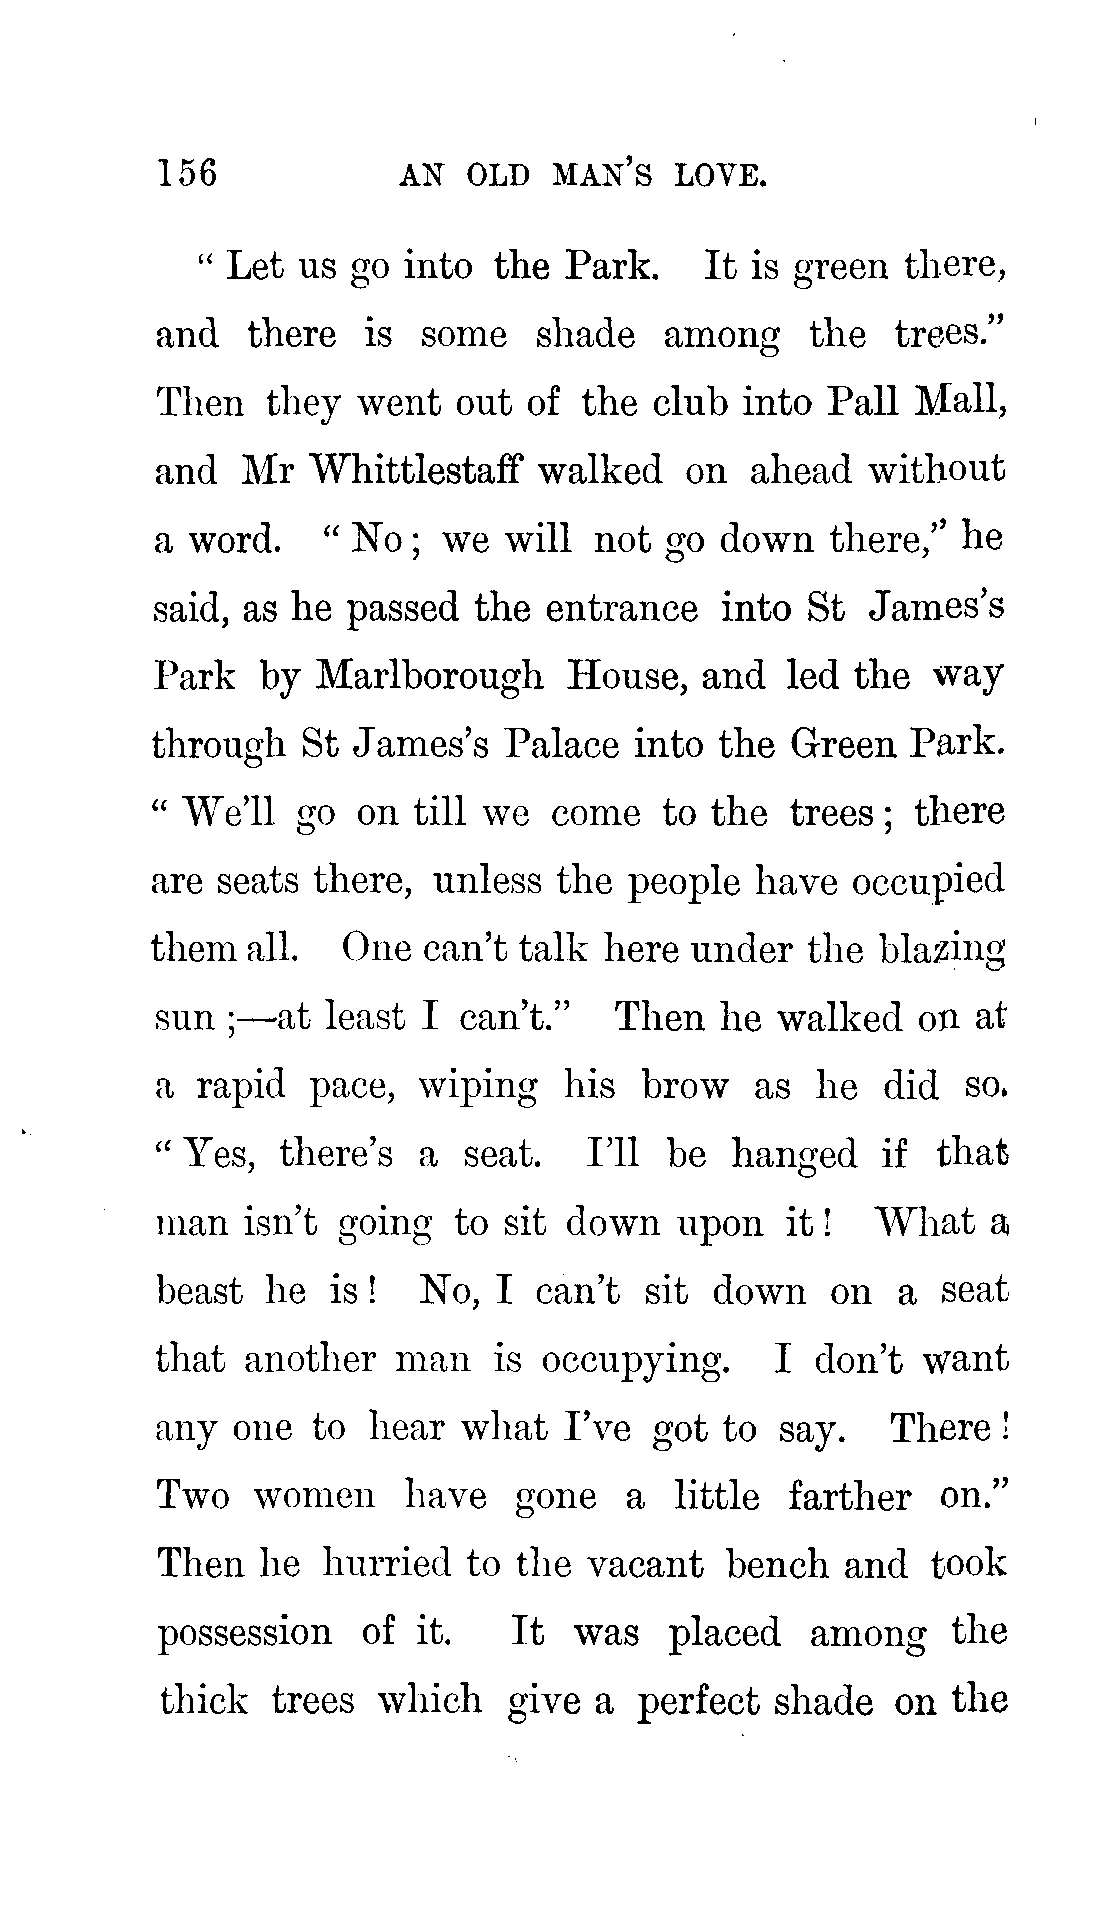 156 AN OLD MAN'S LOVE.
“ Let us go into the Park. It is green there,
and there is some shade among the trees.”
Then they went out of the club into Pall Mall,
and Mr Whittlestaff walked on ahead without
a word. “ No ; we will not go down there,” he
said, as he passed the entrance into St James's
Park by Marlborough House, and led the way
through St James's Palace into the Green Park.
“ We'll go on till we come to the trees ; there
are seats there, unless the people have occupied
them all. One can't talk here under the blazing
sun ;—at least I can't.” Then he walked on at
a rapid pace, wiping his brow as he did so.
“ Yes, there's a seat. I'll be hanged if that
man isn't going to sit down upon it ! What a
beast he is ! No, I can't sit down on a seat
that another man is occupying. I don't want
any one to hear what I've got to say. There !
Two women have gone a little farther on.”
Then he hurried to the vacant bench and took
possession of it. It was placed among the
thick trees which give a perfect shade on the